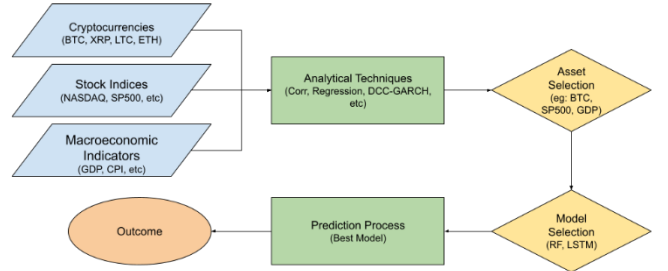 Cryptocurrencies
(BTC, XRP, LTC, ETH)
Stock Indices
(NASDAQ, SP500, etc)
Macroeconomic
Indicators
(GDP, CPI, etc)
Analytical Techniques
(Corr, Regression, DCC-GARCH,
etc)
Asset
Selection
(eg: BTC,
SP500, GDP)
Model
Selection
(RF, LSTM)
Prediction Process
(Best Model)
Outcome